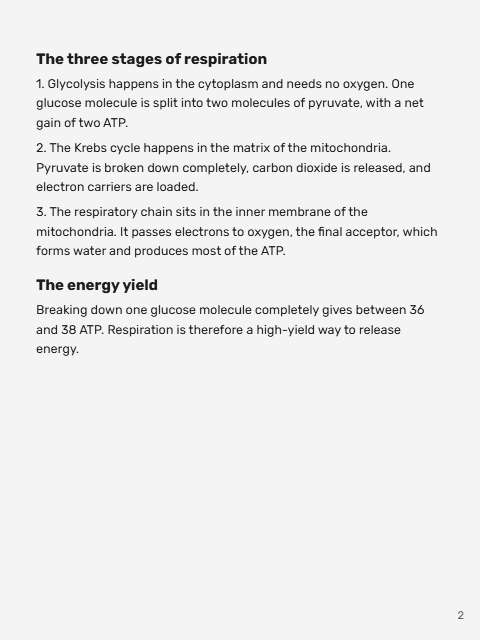 The three stages of respiration
1. Glycolysis happens in the cytoplasm and needs no oxygen. One
glucose molecule is split into two molecules of pyruvate, with a net
gain of two ATP.
2. The Krebs cycle happens in the matrix of the mitochondria.
Pyruvate is broken down completely, carbon dioxide is released, and
electron carriers are loaded.
3. The respiratory chain sits in the inner membrane of the
mitochondria. It passes electrons to oxygen, the final acceptor, which
forms water and produces most of the ATP.
The energy yield
Breaking down one glucose molecule completely gives between 36
and 38 ATP. Respiration is therefore a high-yield way to release
energy.
2